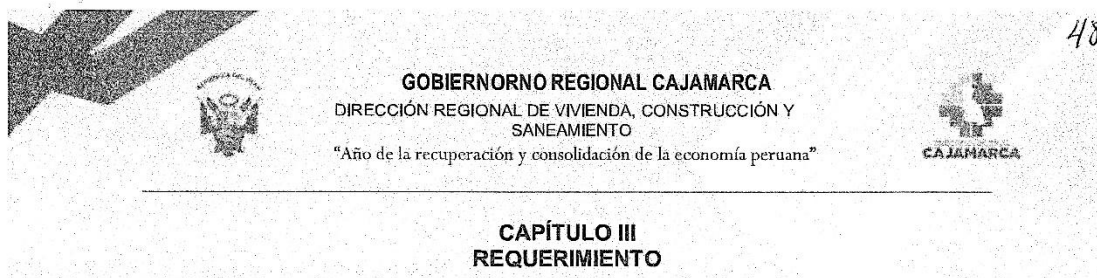 48
GOBIERNORNO REGIONAL CAJAMARCA
DIRECCIÓN REGIONAL DE VIVIENDA, CONSTRUCCIÓN Y
SANEAMIENTO
"Año de la recuperación y consolidación de la economía peruana"
CAJAMARCA
CAPÍTULO III
REQUERIMIENTO